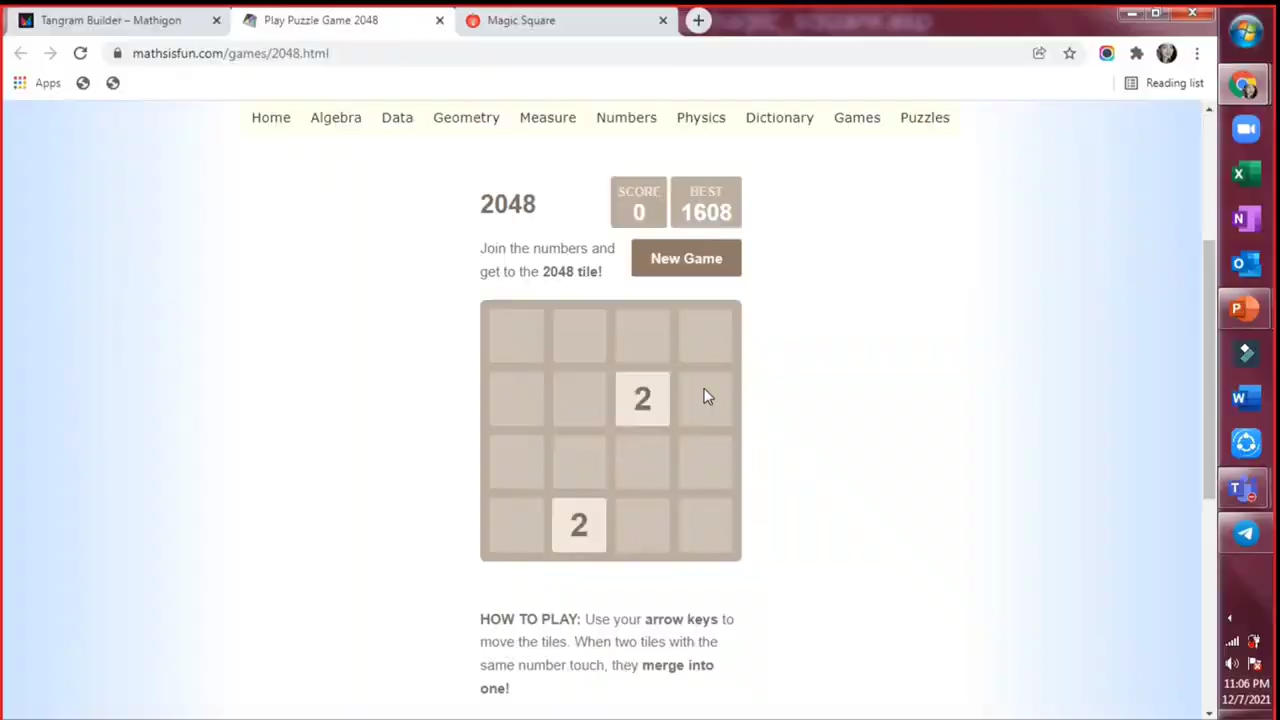 Tangram Builder – Mathigon
Play Puzzle Game 2048
Magic Square
mathsisfun.com/games/2048.html
Apps
Reading list
Home Algebra Data Geometry Measure Numbers Physics Dictionary Games Puzzles
2048
SCORE
0
BEST
1608
Join the numbers and
get to the 2048 tile!
New Game
2
2
HOW TO PLAY: Use your arrow keys to
move the tiles. When two tiles with the
same number touch, they merge into
one!
11:06 PM
12/7/2021